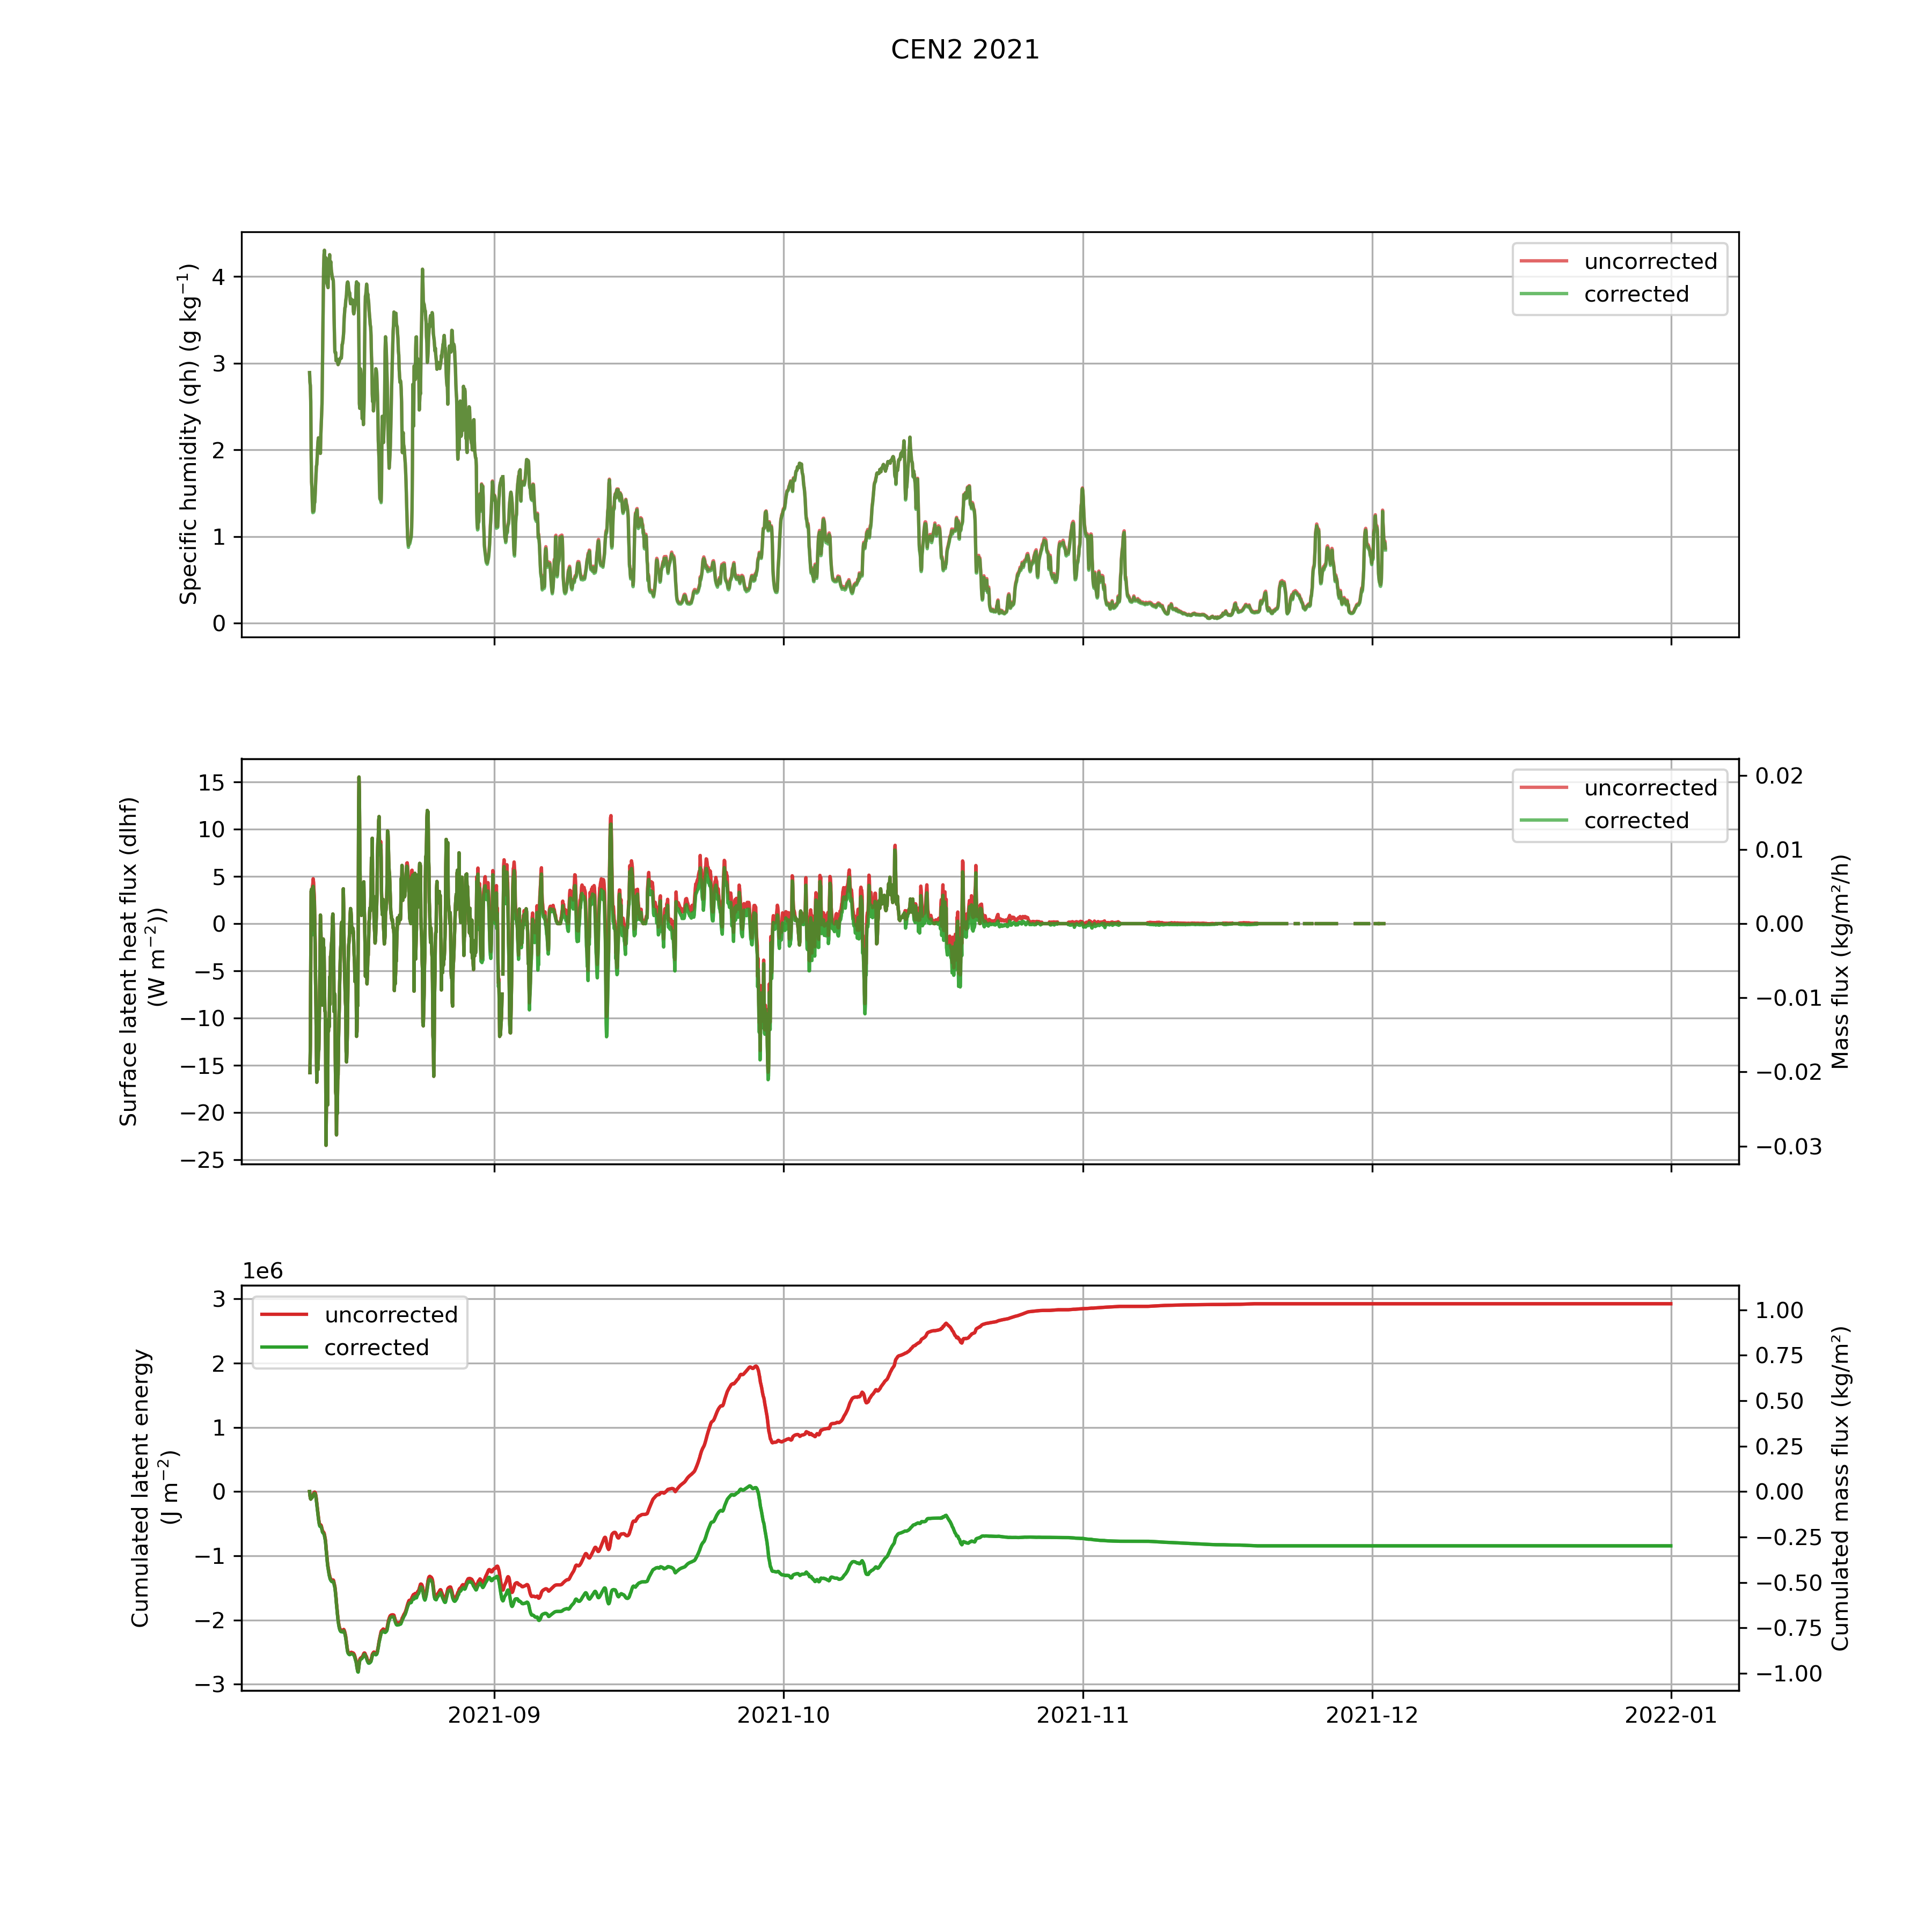 CEN2 2021
Specific humidity (qh) (g kg⁻¹)
4
3
2
1
0
uncorrected
corrected
Surface latent heat flux (dlhf)
(W m⁻²))
15
10
5
0
−5
−10
−15
−20
−25
uncorrected
corrected
0.02
0.01
0.00
−0.01
−0.02
−0.03
Mass flux (kg/m²/h)
1e6
Cumulated latent energy
(J m⁻²)
3
2
1
0
−1
−2
−3
uncorrected
corrected
1.00
0.75
0.50
0.25
0.00
−0.25
−0.50
−0.75
−1.00
Cumulated mass flux (kg/m²)
2021-09
2021-10
2021-11
2021-12
2022-01